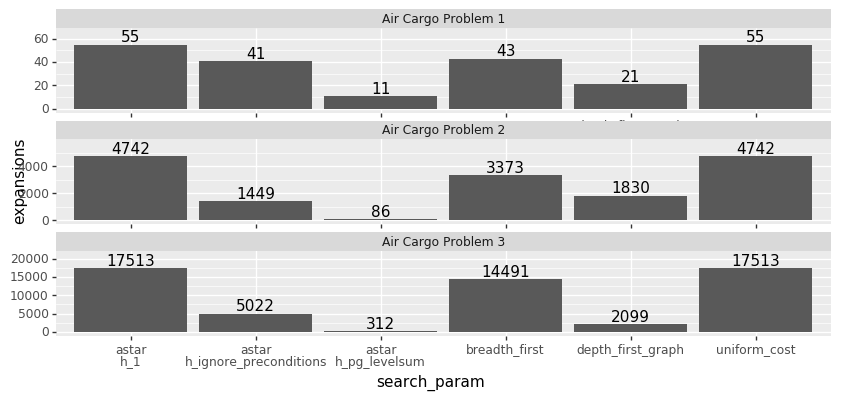 Air Cargo Problem 1
60
40
20
0
55
41
11
43
21
55
Air Cargo Problem 2
4000
2000
0
4742
1449
86
3373
1830
4742
Air Cargo Problem 3
20000
15000
10000
5000
0
17513
5022
312
14491
2099
17513
astar
h_1
astar
h_ignore_preconditions
astar
h_pg_levelsum
breadth_first
depth_first_graph
uniform_cost
search_param
expansions